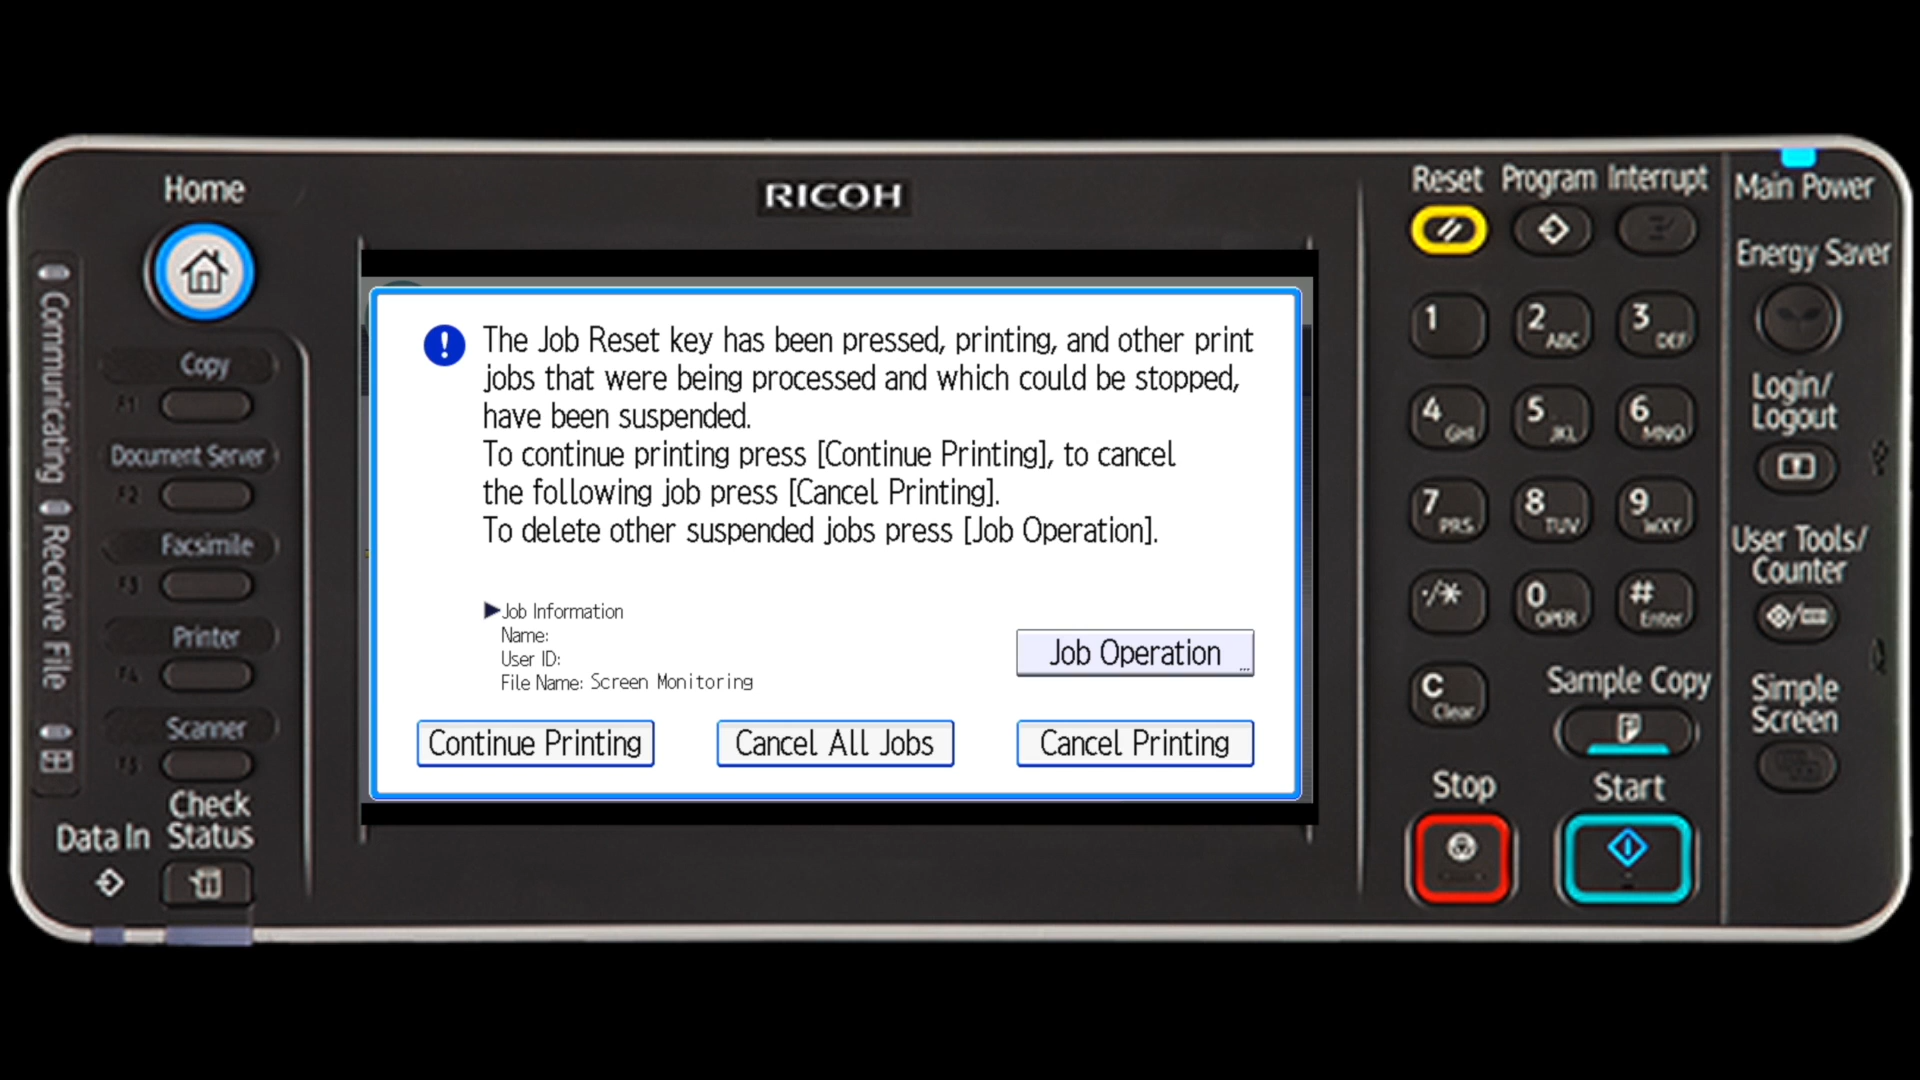 Home
RICOH
Reset Program Interrupt
Main Power
Energy Saver
Communicating
Receive File
Copy
F1
Document Server
F2
Facsimile
F3
Printer
F4
Scanner
F5
Check
Status
Data In
The Job Reset key has been pressed, printing, and other print
jobs that were being processed and which could be stopped,
have been suspended.
To continue printing press [Continue Printing], to cancel
the following job press [Cancel Printing].
To delete other suspended jobs press [Job Operation].
▶Job Information
Name:
User ID:
File Name: Screen Monitoring
Job Operation
...
Continue Printing
Cancel All Jobs
Cancel Printing
1
2 ABC
3 DEF
4 GHI
5 JKL
6 MNO
7 PRS
8 TUV
9 WXY
./*
0 OPER
# Enter
C Clear
Sample Copy
Stop
Start
Login/
Logout
User Tools/
Counter
Simple
Screen